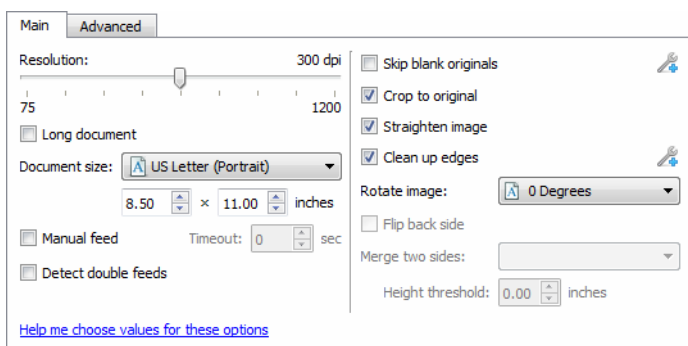 Main Advanced
Resolution: 300 dpi
75 1200
Long document
Document size: US Letter (Portrait)
8.50 × 11.00 inches
Manual feed Timeout: 0 sec
Detect double feeds
Help me choose values for these options
Skip blank originals
Crop to original
Straighten image
Clean up edges
Rotate image: 0 Degrees
Flip back side
Merge two sides:
Height threshold: 0.00 inches